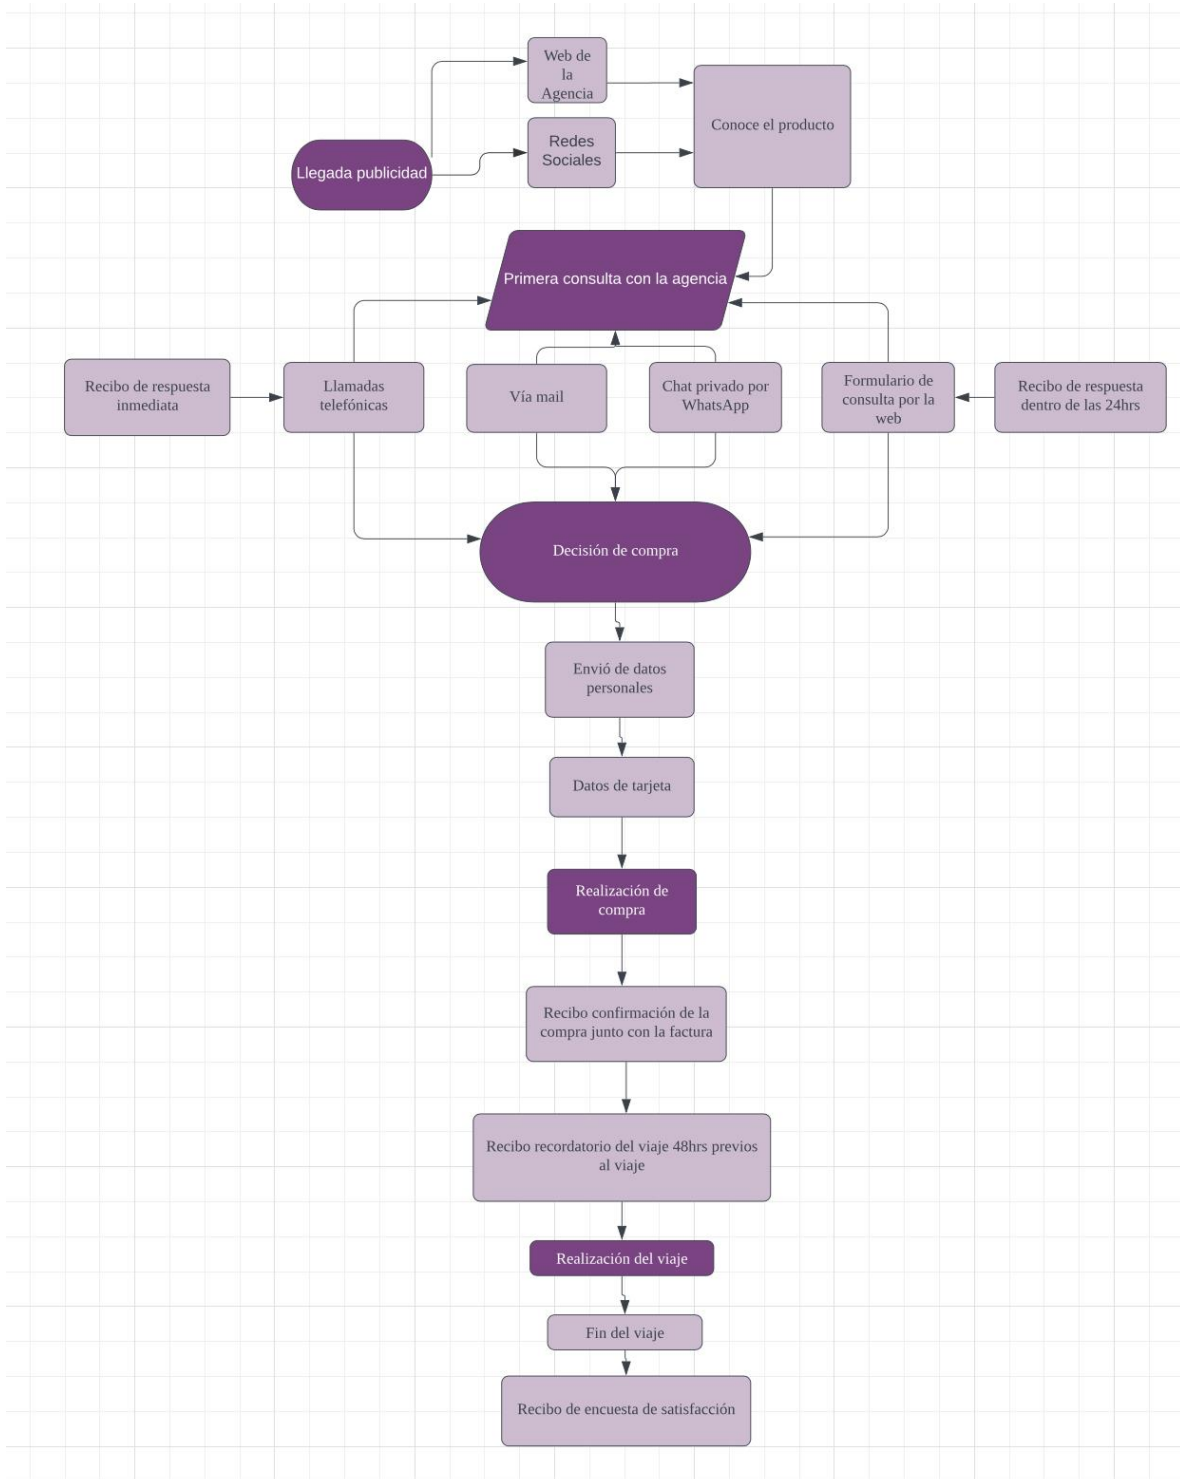 Web de
la
Agencia
Redes
Sociales
Conoce el producto
Llegada publicidad
Primera consulta con la agencia
Recibo de respuesta
inmediata
Llamadas
telefónicas
Vía mail
Chat privado por
WhatsApp
Formulario de
consulta por la
web
Recibo de respuesta
dentro de las 24hrs
Decisión de compra
Envió de datos
personales
Datos de tarjeta
Realización de
compra
Recibo confirmación de la
compra junto con la factura
Recibo recordatorio del viaje 48hrs previos
al viaje
Realización del viaje
Fin del viaje
Recibo de encuesta de satisfacción